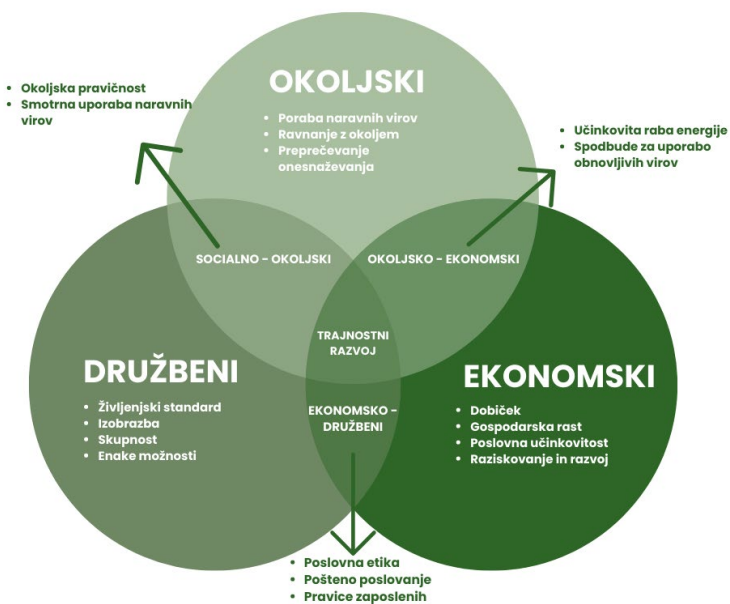 OKOLJSKI
• Poraba naravnih virov
• Ravnanje z okoljem
• Preprečevanje
onesnaževanja
• Okoljska pravičnost
• Smotrna uporaba naravnih
virov
• Učinkovita raba energije
• Spodbude za uporabo
obnovljivih virov
SOCIALNO - OKOLJSKI
OKOLJSKO - EKONOMSKI
TRAJNOSTNI
RAZVOJ
DRUŽBENI
• Življenjski standard
• Izobrazba
• Skupnost
• Enake možnosti
EKONOMSKO -
DRUŽBENI
EKONOMSKI
• Dobiček
• Gospodarska rast
• Poslovna učinkovitost
• Raziskovanje in razvoj
• Poslovna etika
• Pošteno poslovanje
• Pravice zaposlenih